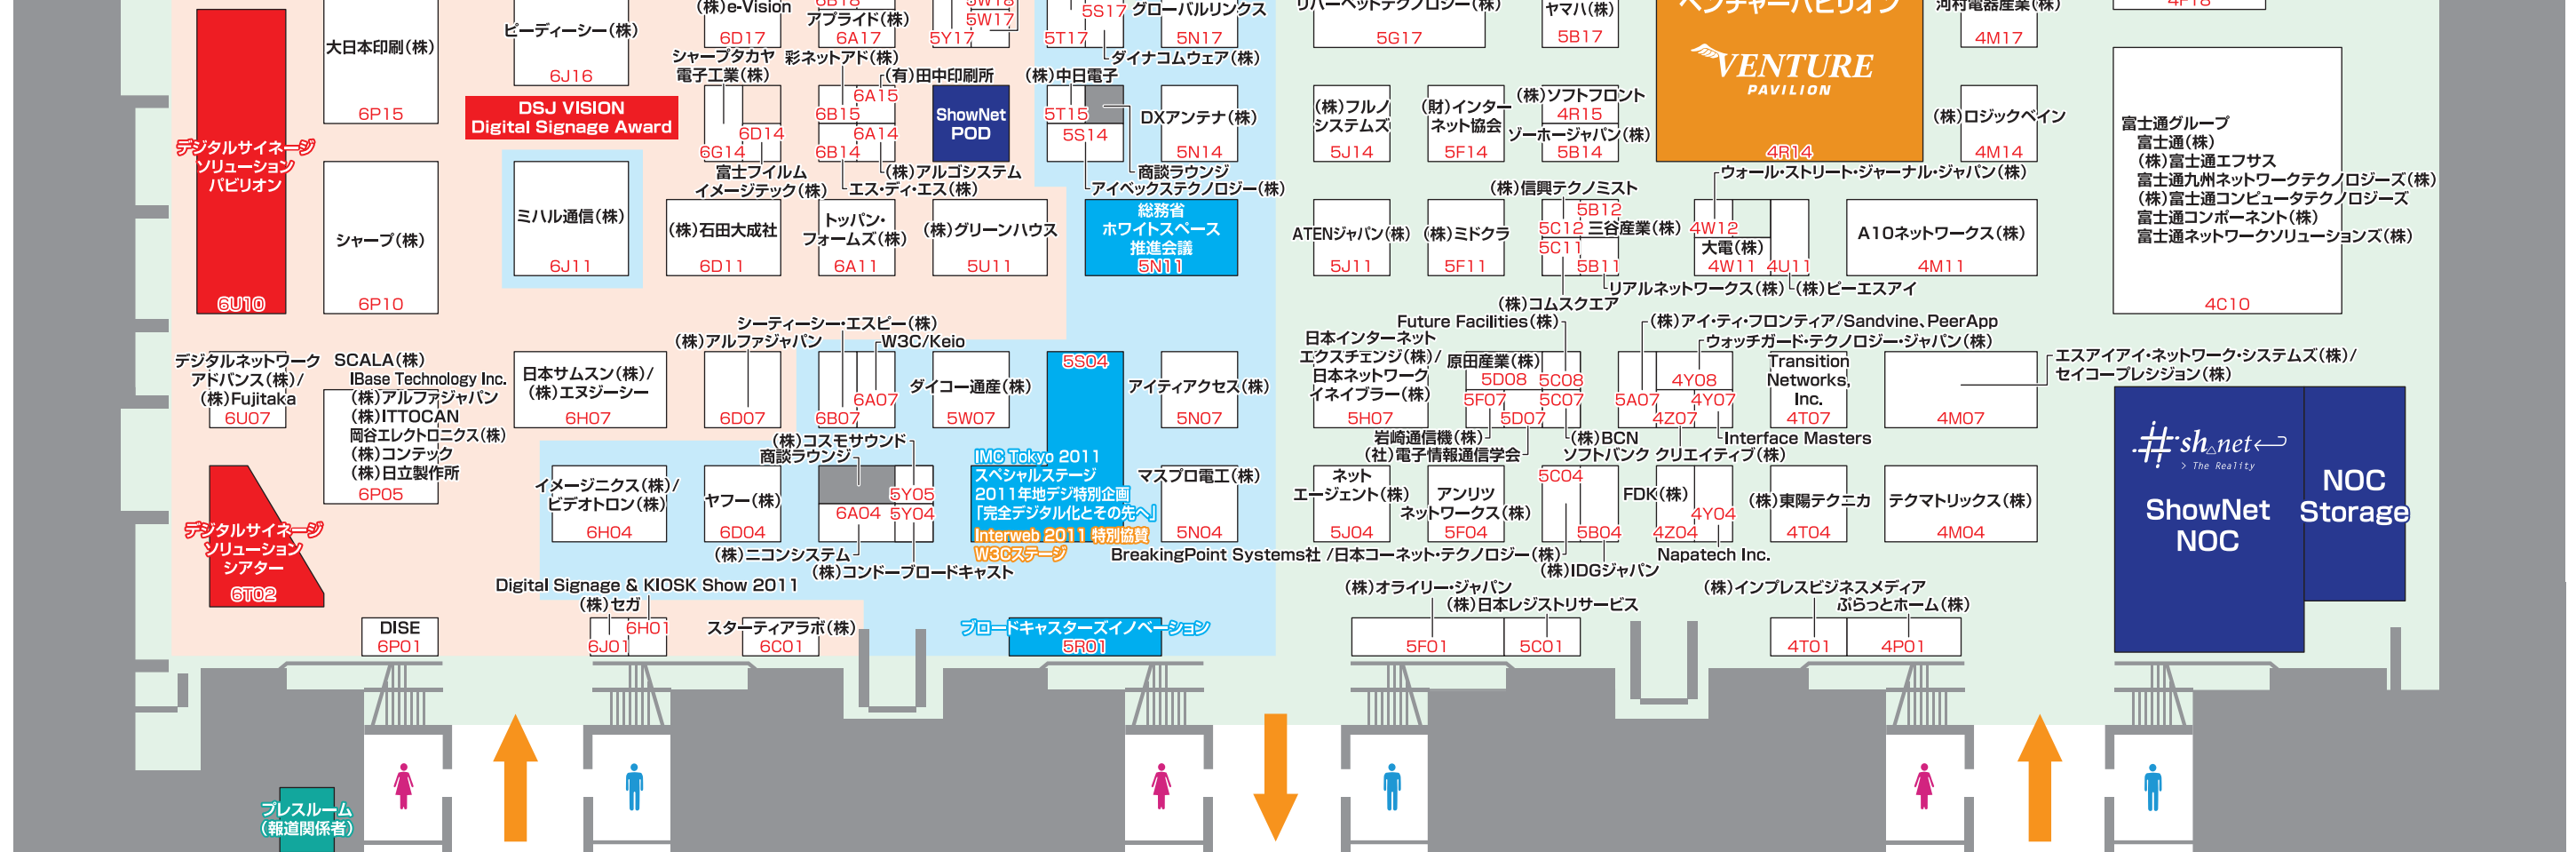 (株)e-Vision
6D17
アプライド(株)
6A17
5W17
5Y17
5S17
5T17
グローバルリンクス
5N17
ダイナコムウェア(株)
5G17
ヤマハ(株)
5B17
ベンチャーパビリオン
VENTURE
PAVILION
4R14
河村電器産業(株)
4M17
大日本印刷(株)
6P15
ピーディーシー(株)
6J16
DSJ VISION
Digital Signage Award
シャープタカヤ
電子工業(株)
6D14
6G14
富士フイルム
イメージテック(株)
彩ネットアド(株)
(有)田中印刷所
6A15
6B15
6A14
6B14
(株)アルゴシステム
エス・ディ・エス(株)
ShowNet
POD
(株)中日電子
5T15
5S14
商談ラウンジ
アイベックステクノロジー(株)
DXアンテナ(株)
5N14
(株)フルノ
システムズ
5J14
(財)インター
ネット協会
5F14
(株)ソフトフロント
4R15
ゾーホージャパン(株)
5B14
(株)ロジックベイン
4M14
富士通グループ
富士通(株)
(株)富士通エフサス
富士通九州ネットワークテクノロジーズ(株)
(株)富士通コンピュータテクノロジーズ
富士通コンポーネント(株)
富士通ネットワークソリューションズ(株)
4C10
デジタルサイネージ
ソリューション
パビリオン
6U10
シャープ(株)
6P10
ミハル通信(株)
6J11
(株)石田大成社
6D11
トッパン・
フォームズ(株)
6A11
(株)グリーンハウス
5U11
総務省
ホワイトスペース
推進会議
5N11
ATENジャパン(株)
5J11
(株)ミドクラ
5F11
(株)信興テクノミスト
5B12
5C12
三谷産業(株)
5C11
5B11
リアルネットワークス(株)
(株)コムスクエア
ウォール・ストリート・ジャーナル・ジャパン(株)
4W12
大電(株)
4W11
4U11
(株)ピーエスアイ
A10ネットワークス(株)
4M11
デジタルネットワーク
アドバンス(株)/
(株)Fujitaka
6U07
SCALA(株)
IBase Technology Inc.
(株)アルファジャパン
(株)ITTOCAN
岡谷エレクトロニクス(株)
(株)コンテック
(株)日立製作所
6P05
日本サムスン(株)/
(株)エヌジーシー
6H07
(株)アルファジャパン
6D07
シーティーシー・エスピー(株)
W3C/Keio
6A07
6B07
ダイコー通産(株)
5W07
5S04
アイティアクセス(株)
5N07
日本インターネット
エクスチェンジ(株)/
日本ネットワーク
イネイブラー(株)
5H07
Future Facilities(株)
原田産業(株)
5D08
5C08
5F07
5C07
5D07
岩崎通信機(株)
(社)電子情報通信学会
(株)BCN
ソフトバンク クリエイティブ(株)
(株)アイ・ティ・フロンティア/Sandvine、PeerApp
ウォッチガード・テクノロジー・ジャパン(株)
4Y08
5A07
4Y07
4Z07
Interface Masters
Transition
Networks,
Inc.
4T07
4M07
エスアイアイ・ネットワーク・システムズ(株)/
セイコープレシジョン(株)
デジタルサイネージ
ソリューション
シアター
6T02
イメージニクス(株)/
ビデオトロン(株)
6H04
ヤフー(株)
6D04
(株)コスモサウンド
商談ラウンジ
5Y05
6A04
5Y04
(株)ニコンシステム
(株)コンドーブロードキャスト
IMC Tokyo 2011
スペシャルステージ
2011年地デジ特別企画
「完全デジタル化とその先へ」
Interweb 2011 特別協賛
W3Cステージ
マスプロ電工(株)
5N04
ネット
エージェント(株)
5J04
アンリツ
ネットワークス(株)
5F04
5C04
5B04
BreakingPoint Systems社 /日本コーネット・テクノロジー(株)
(株)IDGジャパン
FDK(株)
4Y04
4Z04
Napatech Inc.
(株)東陽テクニカ
4T04
テクマトリックス(株)
4M04
shownet
> The Reality
ShowNet
NOC
NOC
Storage
Digital Signage & KIOSK Show 2011
(株)セガ
6H01
6J01
DISE
6P01
スターティアラボ(株)
6C01
ブロードキャスターズイノベーション
5R01
(株)オライリー・ジャパン
(株)日本レジストリサービス
5F01
5C01
(株)インプレスビジネスメディア
ぷらっとホーム(株)
4T01
4P01
プレスルーム
(報道関係者)